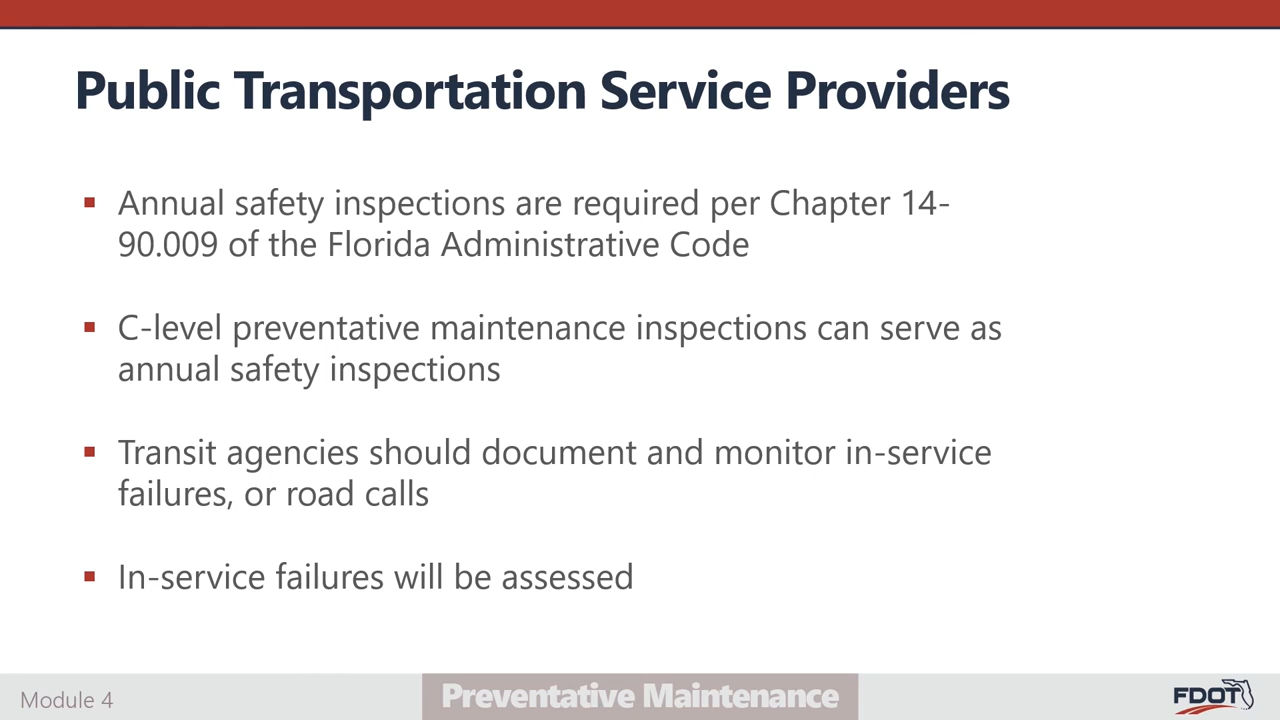 Public Transportation Service Providers
▪ Annual safety inspections are required per Chapter 14-
90.009 of the Florida Administrative Code
▪ C-level preventative maintenance inspections can serve as
annual safety inspections
▪ Transit agencies should document and monitor in-service
failures, or road calls
▪ In-service failures will be assessed
Module 4
Preventative Maintenance
FDOT